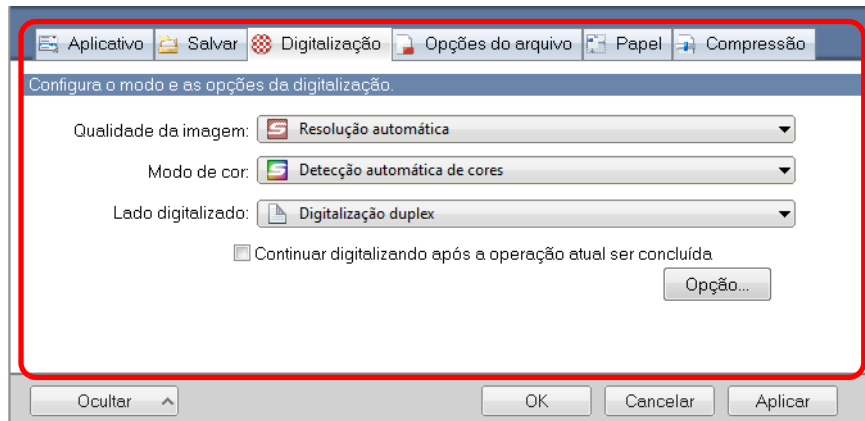 Aplicativo Salvar Digitalização Opções do arquivo Papel Compressão
Configura o modo e as opções da digitalização.
Qualidade da imagem: Resolução automática
Modo de cor: Detecção automática de cores
Lado digitalizado: Digitalização duplex
Continuar digitalizando após a operação atual ser concluída
Opção...
Ocultar OK Cancelar Aplicar